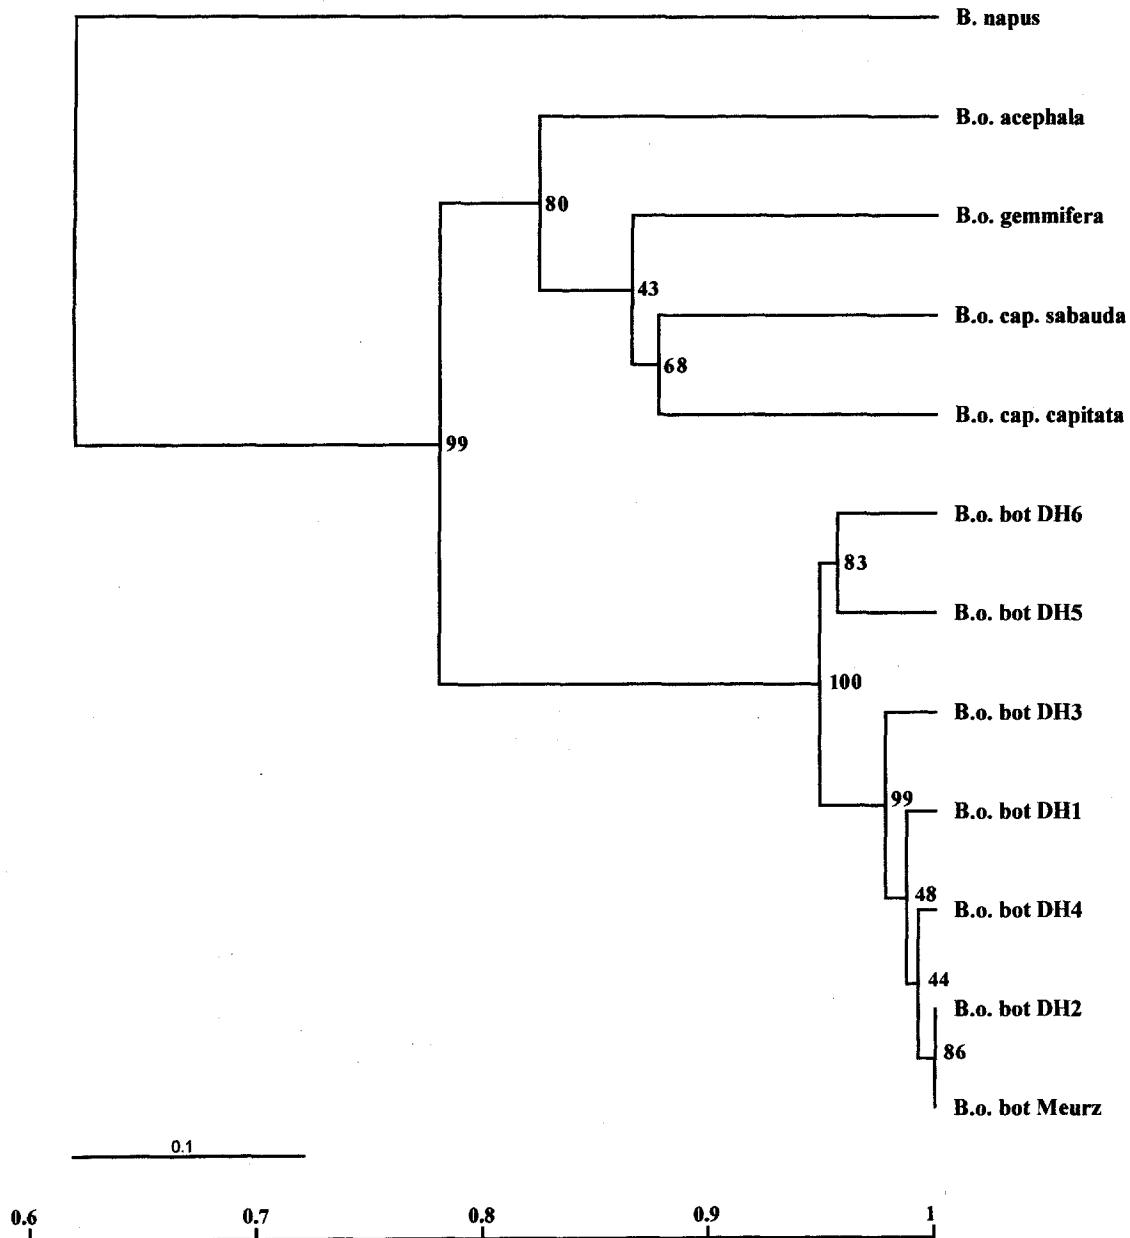 B. napus
B.o. acephala
80
B.o. gemmifera
43
B.o. cap. sabauda
68
B.o. cap. capitata
99
B.o. bot DH6
83
B.o. bot DH5
100
B.o. bot DH3
99
B.o. bot DH1
48
B.o. bot DH4
44
B.o. bot DH2
86
B.o. bot Meurz
0.1
0.6 0.7 0.8 0.9 1